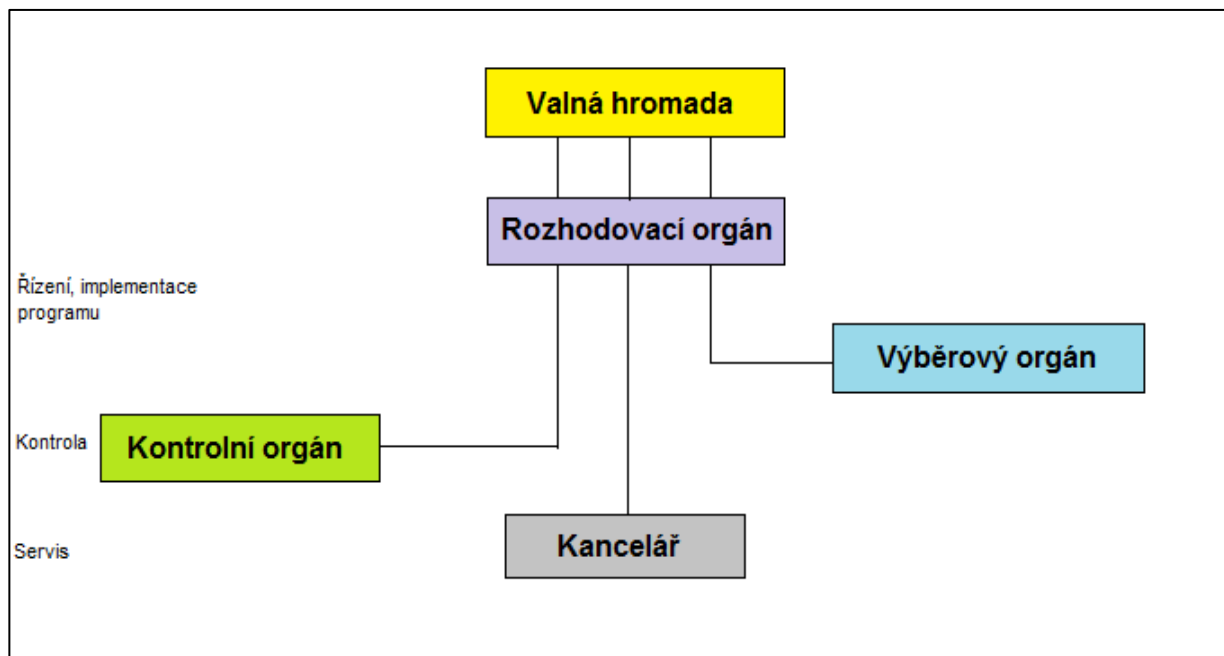 Valná hromada
Rozhodovací orgán
Řízení, implementace
programu
Výběrový orgán
Kontrola
Kontrolní orgán
Kancelář
Servis